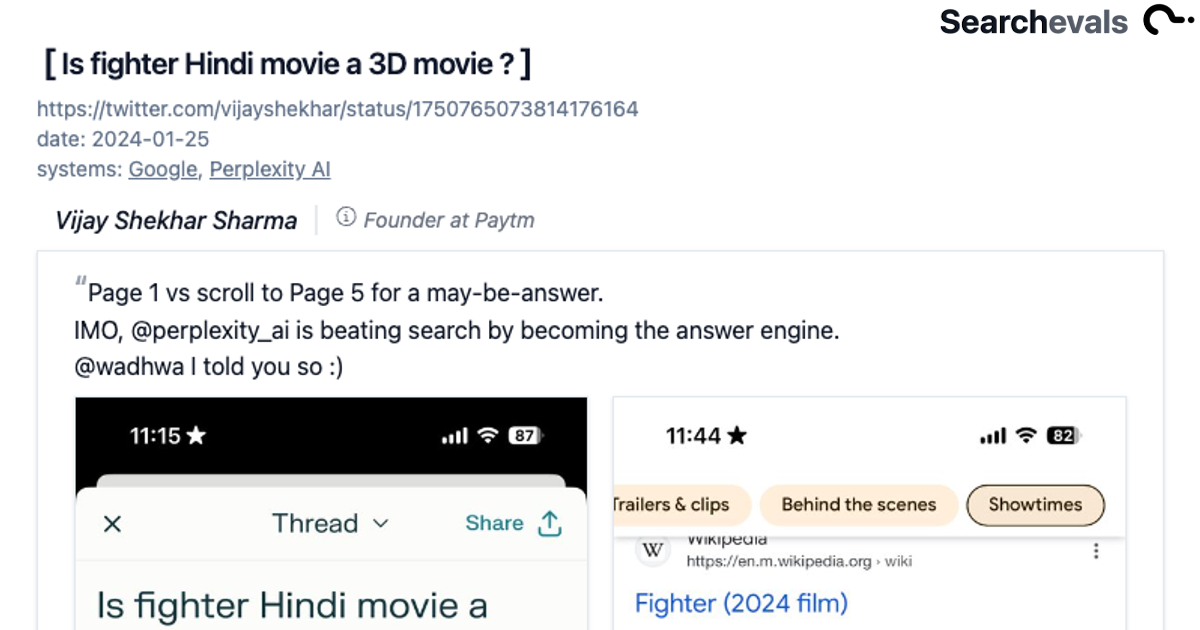 Searchevals
[ Is fighter Hindi movie a 3D movie ? ]
https://twitter.com/vijayshekhar/status/1750765073814176164
date: 2024-01-25
systems: Google, Perplexity AI
Vijay Shekhar Sharma
Founder at Paytm
"Page 1 vs scroll to Page 5 for a may-be-answer.
IMO, @perplexity_ai is beating search by becoming the answer engine.
@wadhwa I told you so :)
11:15 ★
87
Thread
Share
Is fighter Hindi movie a
11:44 ★
82
Trailers & clips
Behind the scenes
Showtimes
W
Wikipedia
https://en.m.wikipedia.org › wiki
Fighter (2024 film)